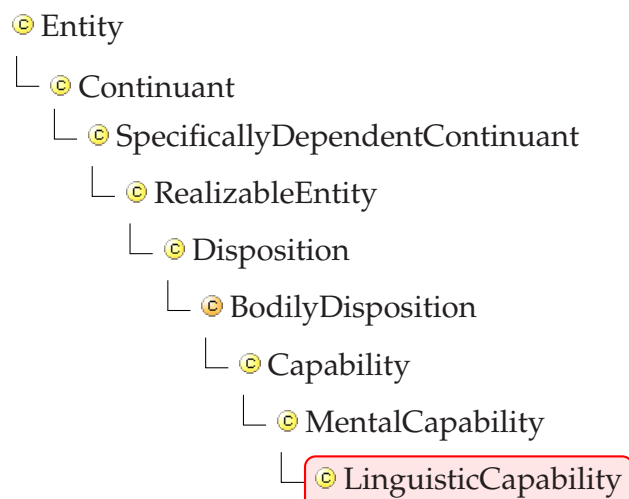 Entity
Continuant
SpecificallyDependentContinuant
RealizableEntity
Disposition
BodilyDisposition
Capability
MentalCapability
LinguisticCapability